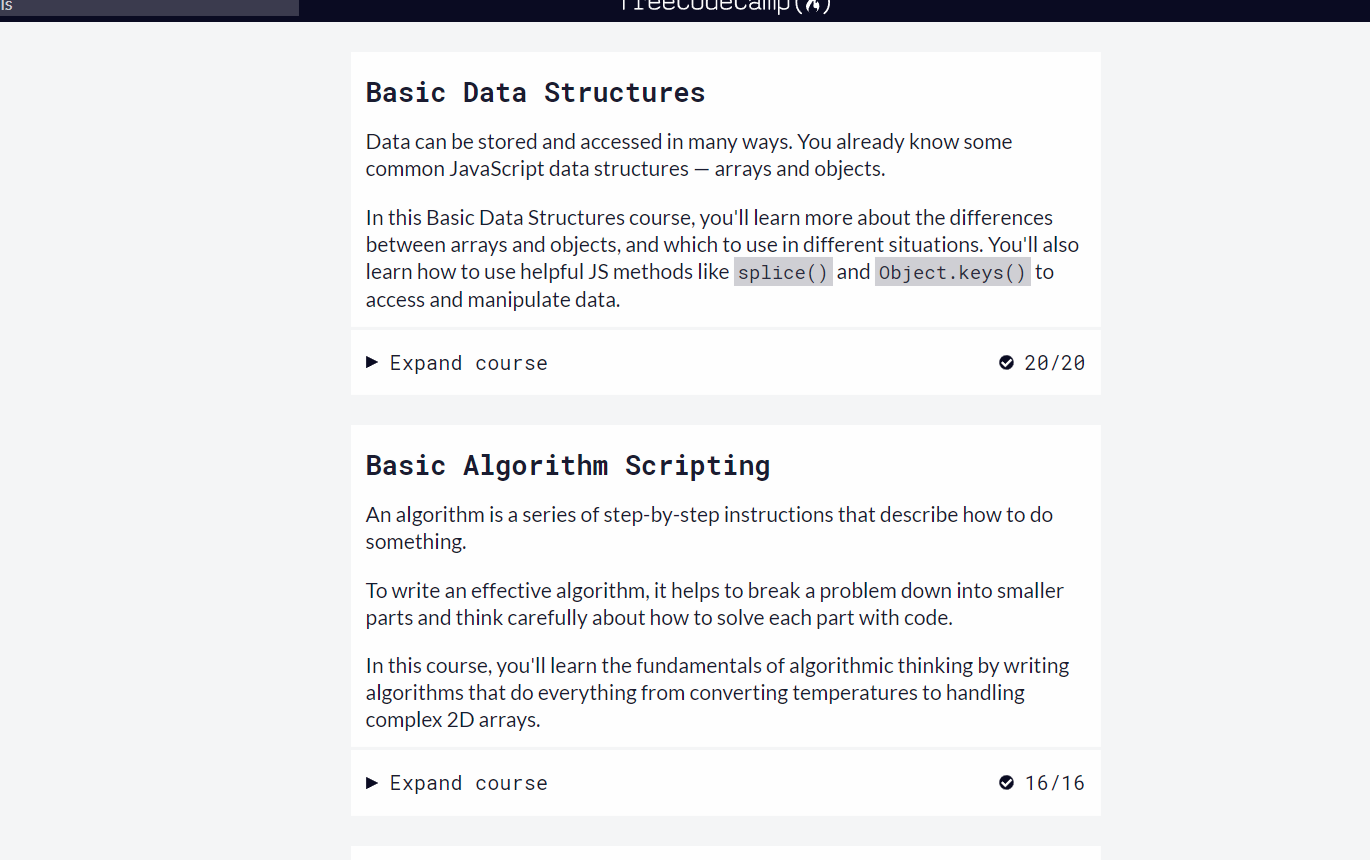 ls
freeCodeCamp(🔥)
Basic Data Structures
Data can be stored and accessed in many ways. You already know some
common JavaScript data structures — arrays and objects.
In this Basic Data Structures course, you'll learn more about the differences
between arrays and objects, and which to use in different situations. You'll also
learn how to use helpful JS methods like splice() and Object.keys() to
access and manipulate data.
Expand course 20/20
Basic Algorithm Scripting
An algorithm is a series of step-by-step instructions that describe how to do
something.
To write an effective algorithm, it helps to break a problem down into smaller
parts and think carefully about how to solve each part with code.
In this course, you'll learn the fundamentals of algorithmic thinking by writing
algorithms that do everything from converting temperatures to handling
complex 2D arrays.
Expand course 16/16